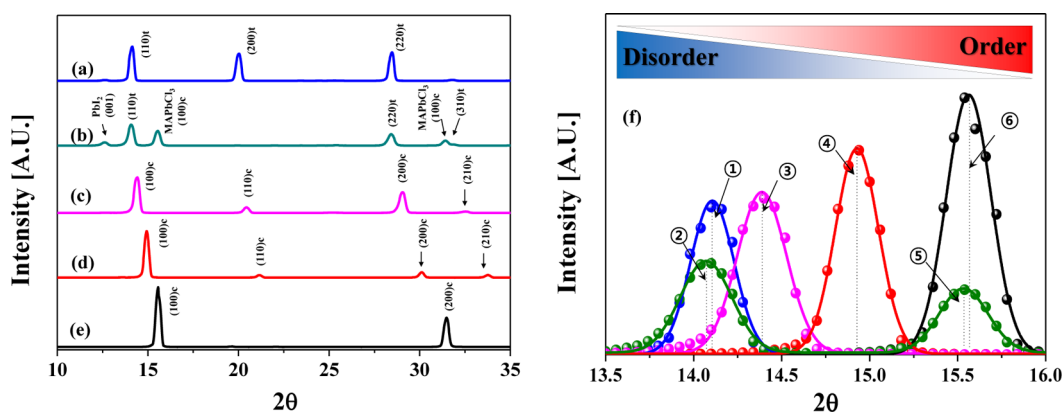 Intensity [A.U.]
(a)
(110)t
(200)t
(220)t
(b)
PbI₂
(001)
(110)t
MAPbCl₃
(100)c
(220)t
MAPbCl₃
(100)c
(310)t
(c)
(100)c
(110)c
(200)c
(210)c
(d)
(100)c
(110)c
(200)c
(210)c
(e)
(100)c
(200)c
10 15 20 25 30 35
2θ
Disorder
Order
(f)
Intensity [A.U.]
①
②
③
④
⑤
⑥
13.5 14.0 14.5 15.0 15.5 16.0
2θ